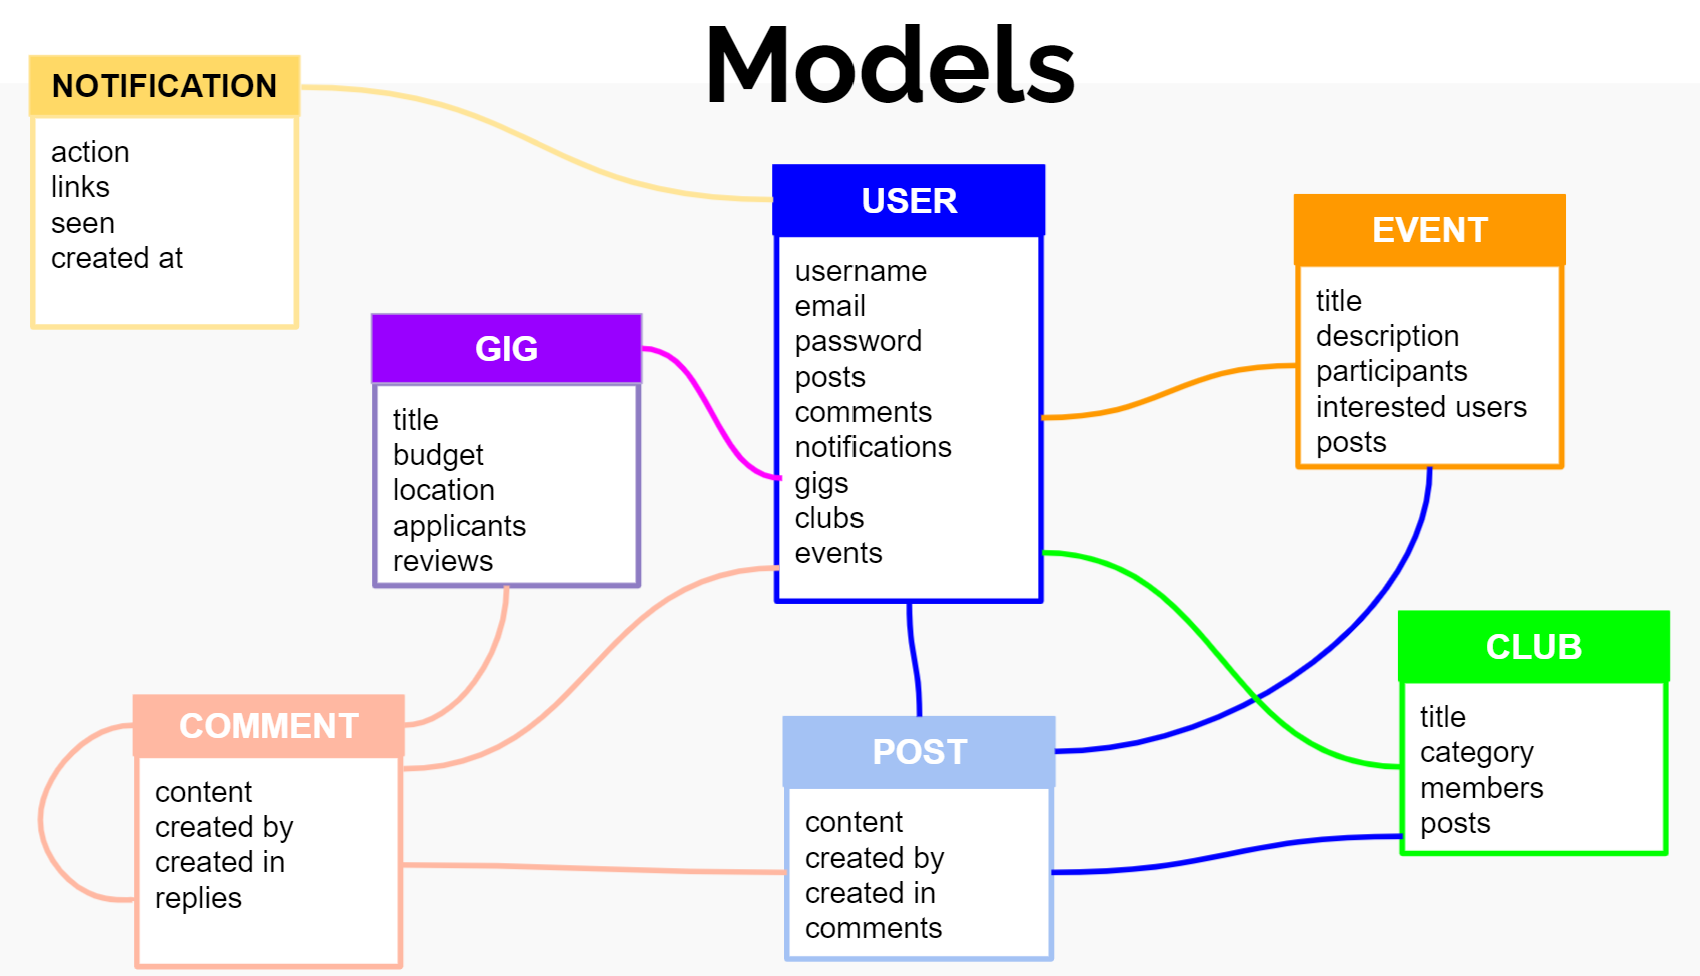 Models
NOTIFICATION
action
links
seen
created at
USER
username
email
password
posts
comments
notifications
gigs
clubs
events
EVENT
title
description
participants
interested users
posts
GIG
title
budget
location
applicants
reviews
CLUB
title
category
members
posts
COMMENT
content
created by
created in
replies
POST
content
created by
created in
comments